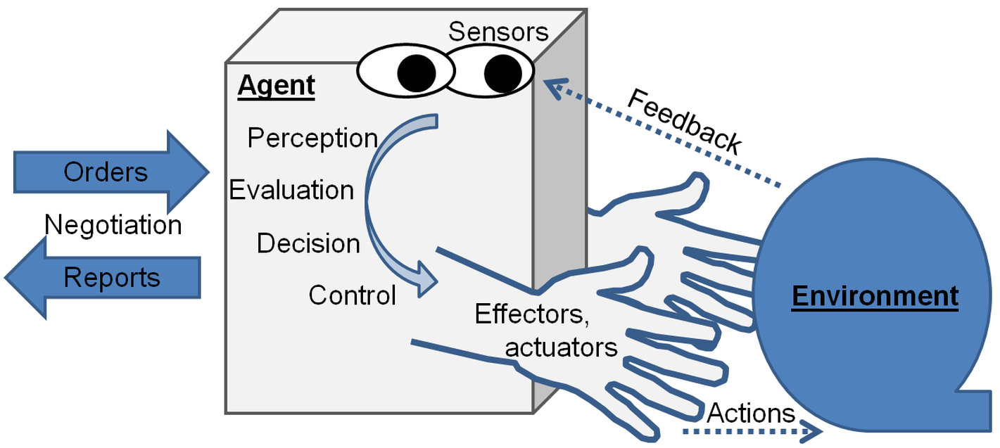 Sensors
Agent
Feedback
Perception
Orders
Evaluation
Negotiation
Decision
Reports
Control
Environment
Effectors,
actuators
Actions